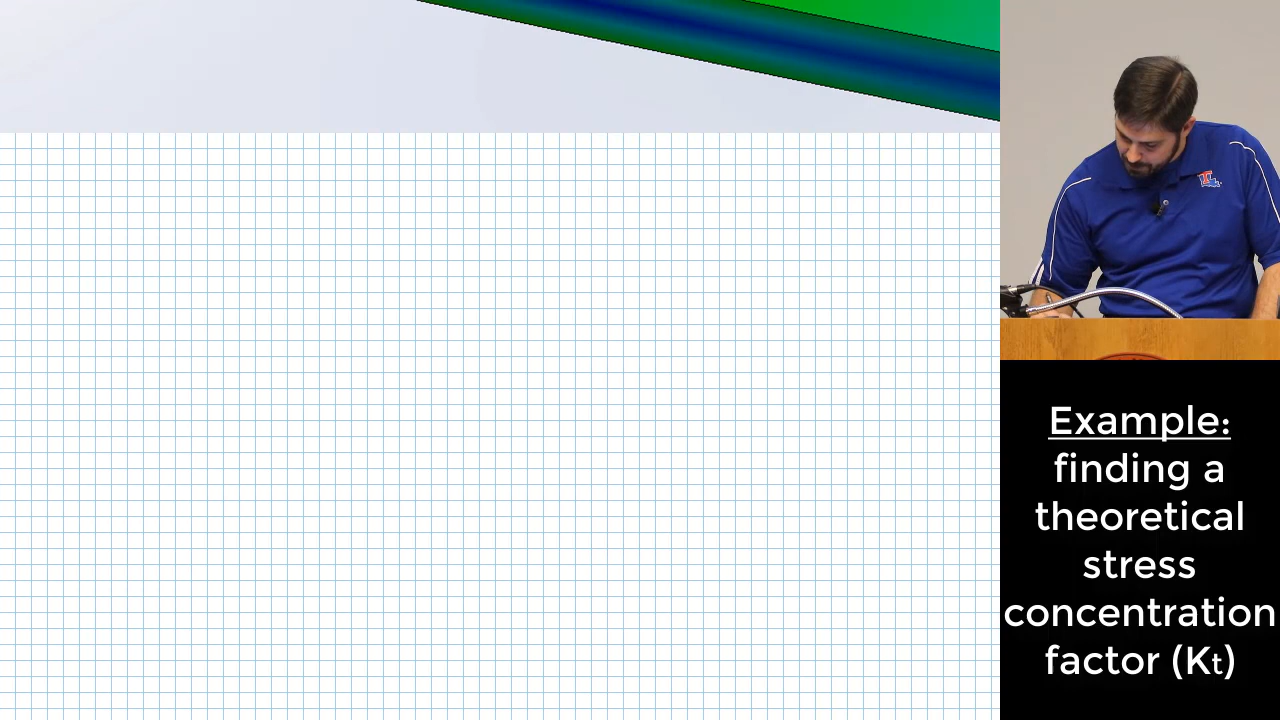 Example:
finding a
theoretical
stress
concentration
factor (Kt)